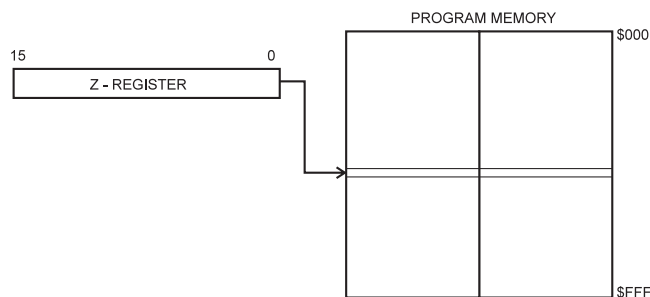 PROGRAM MEMORY
$000
15 0
Z - REGISTER
$FFF